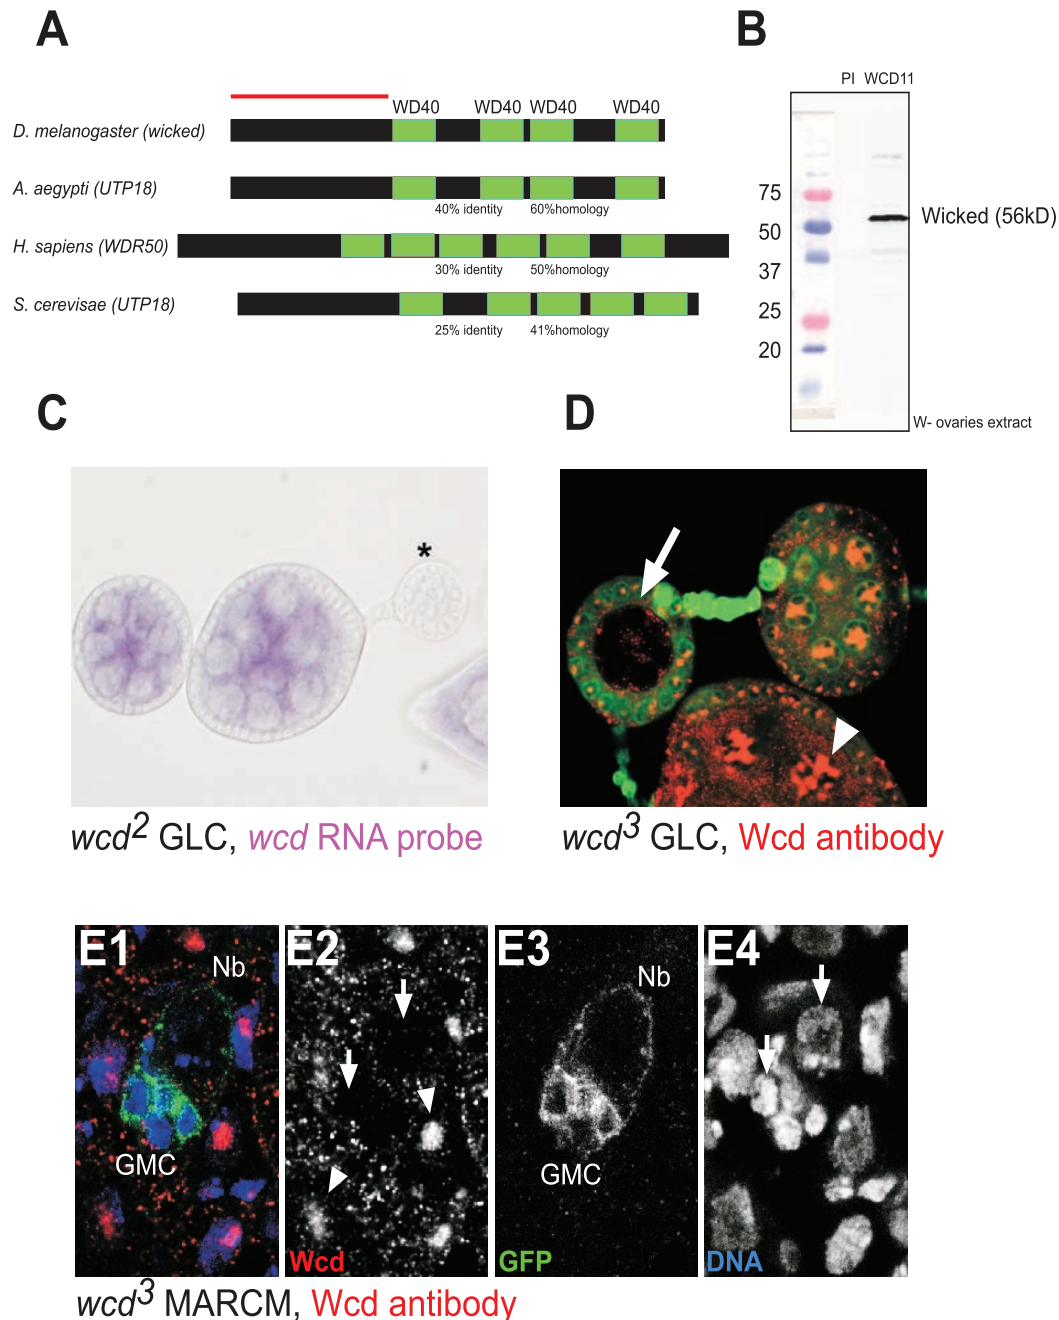 A
B
PI WCD11
WD40 WD40 WD40 WD40
D. melanogaster (wicked)
A. aegypti (UTP18)
40% identity 60%homology
H. sapiens (WDR50)
30% identity 50%homology
S. cerevisae (UTP18)
25% identity 41%homology
75
50
37
25
20
Wicked (56kD)
W- ovaries extract
C
D
*
wcd2 GLC, wcd RNA probe
wcd3 GLC, Wcd antibody
E1
Nb
GMC
E2
Wcd
E3
Nb
GMC
GFP
E4
DNA
wcd3 MARCM, Wcd antibody